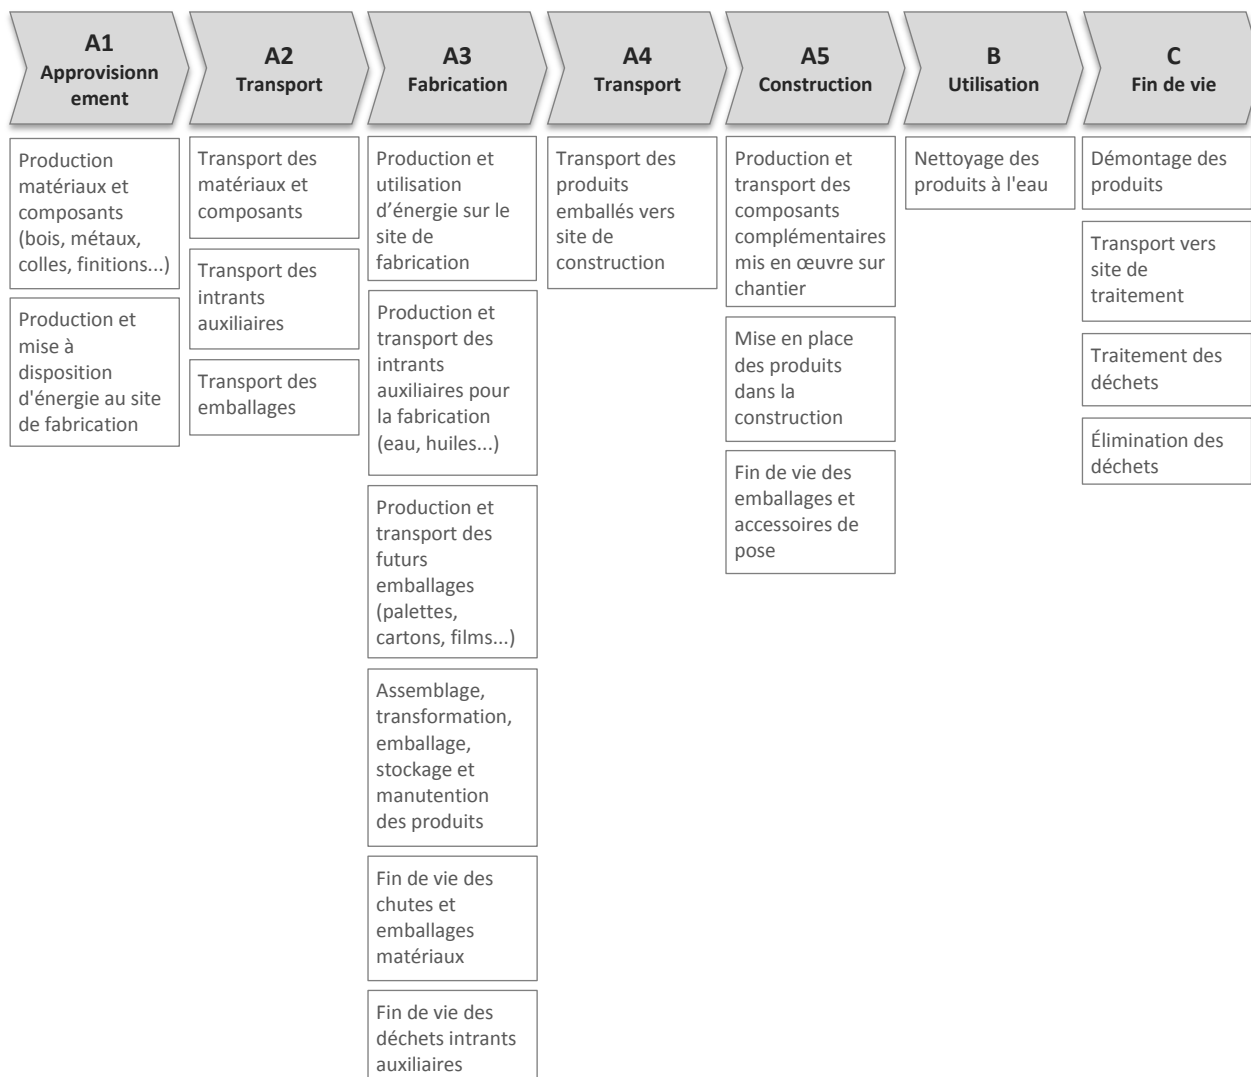 A1
Approvisionn
ement
A2
Transport
A3
Fabrication
A4
Transport
A5
Construction
B
Utilisation
C
Fin de vie
Production
matériaux et
composants
(bois, métaux,
colles, finitions...)
Production et
mise à
disposition
d'énergie au site
de fabrication
Transport des
matériaux et
composants
Transport des
intrants
auxiliaires
Transport des
emballages
Production et
utilisation
d’énergie sur le
site de
fabrication
Production et
transport des
intrants
auxiliaires pour
la fabrication
(eau, huiles...)
Production et
transport des
futurs
emballages
(palettes,
cartons, films...)
Assemblage,
transformation,
emballage,
stockage et
manutention
des produits
Fin de vie des
chutes et
emballages
matériaux
Fin de vie des
déchets intrants
auxiliaires
Transport des
produits
emballés vers
site de
construction
Production et
transport des
composants
complémentaires
mis en œuvre sur
chantier
Mise en place
des produits
dans la
construction
Fin de vie des
emballages et
accessoires de
pose
Nettoyage des
produits à l'eau
Démontage des
produits
Transport vers
site de
traitement
Traitement des
déchets
Élimination des
déchets